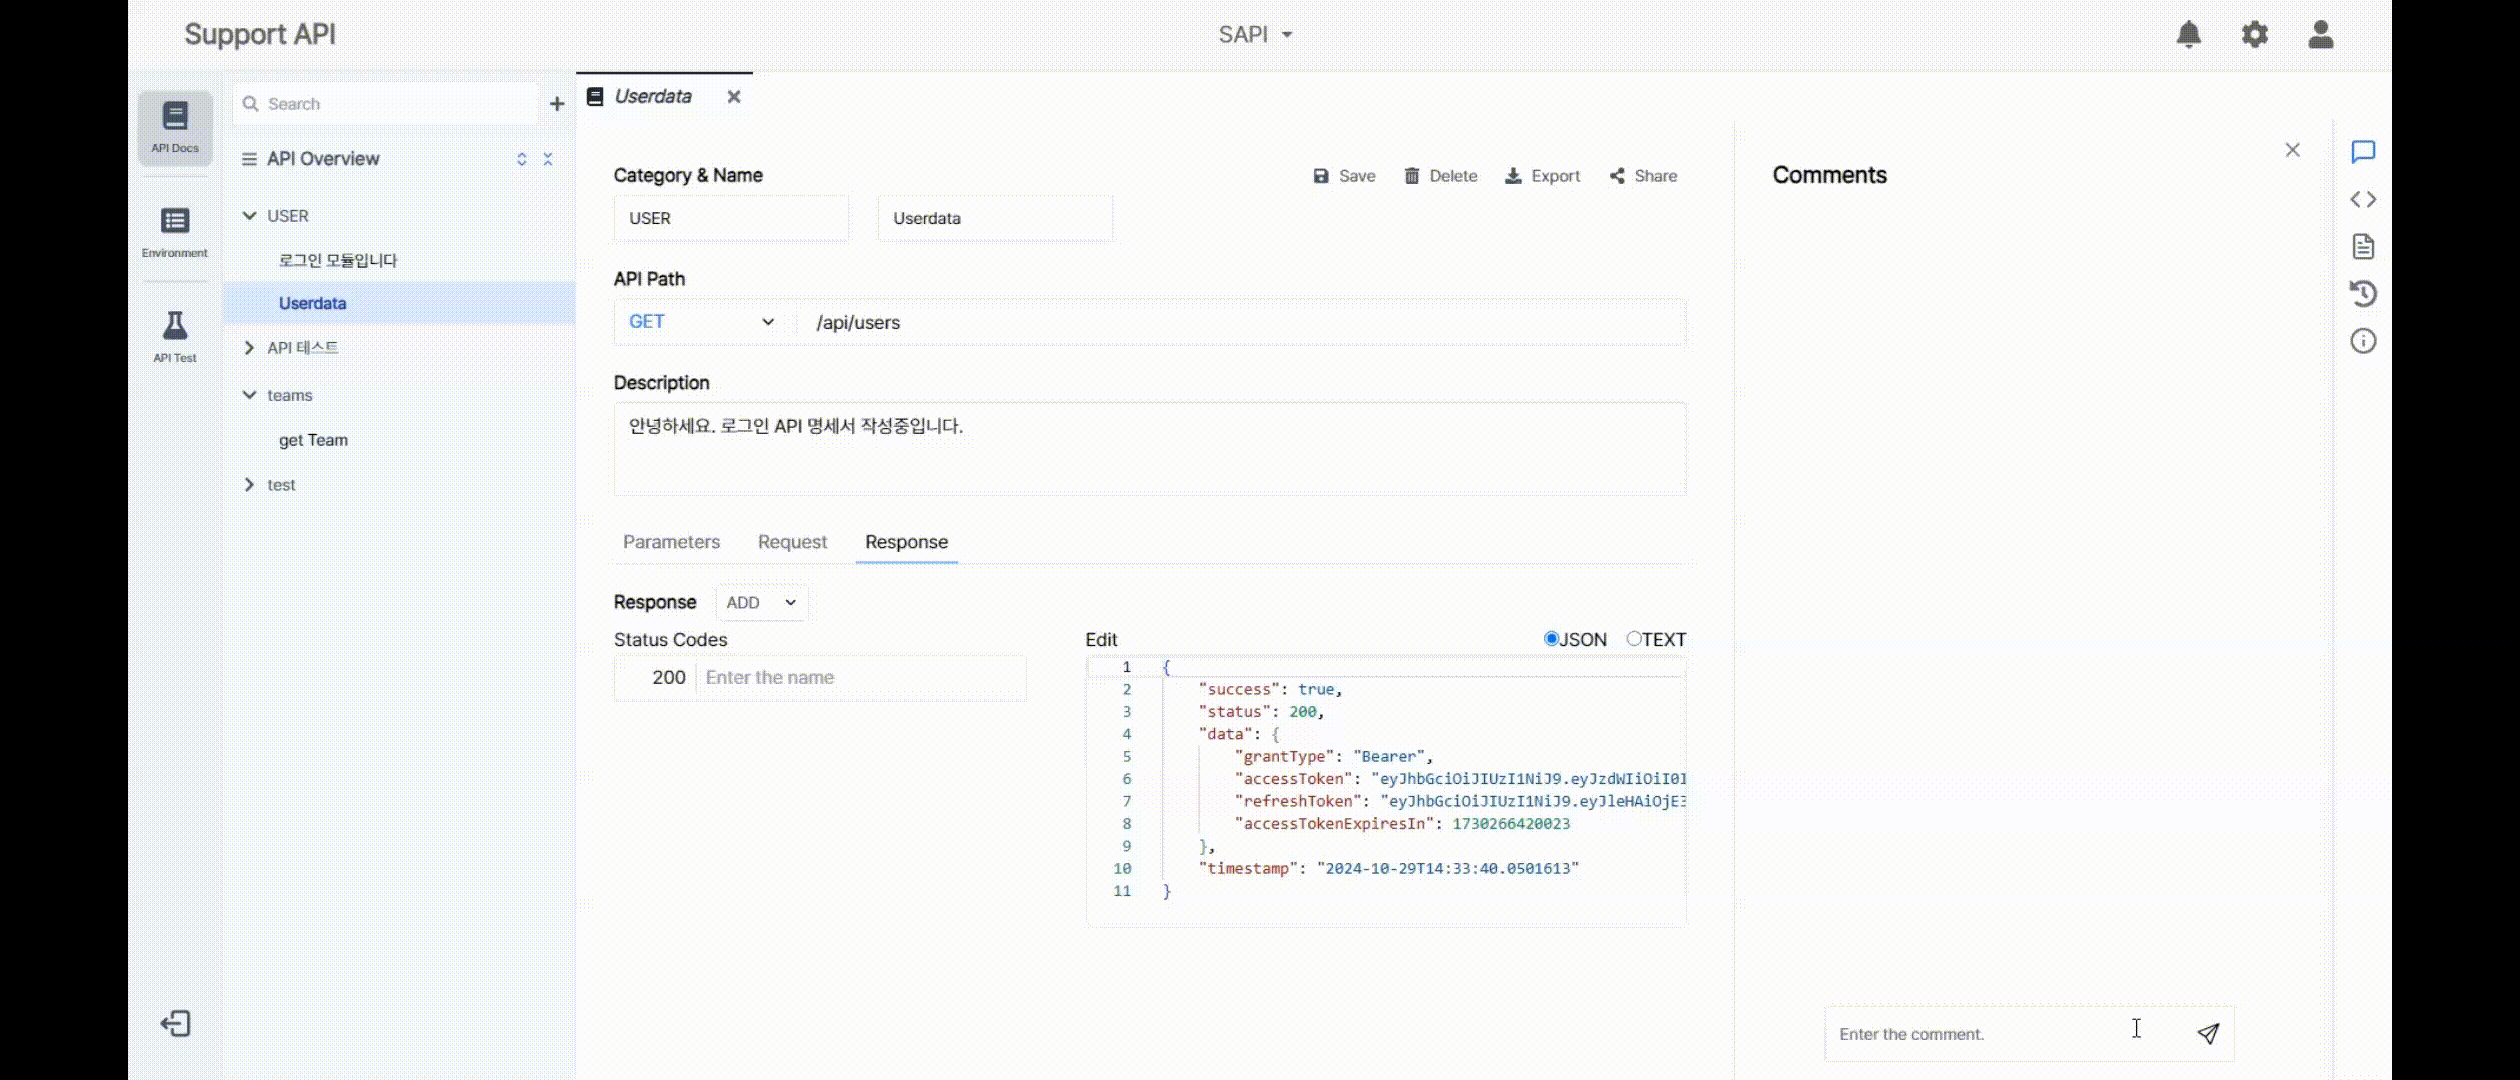 Support API
SAPI
API Docs
Environment
API Test
Search
API Overview
USER
로그인 모듈입니다
Userdata
API 테스트
teams
get Team
test
Userdata
Category & Name
Save
Delete
Export
Share
USER
Userdata
API Path
GET
/api/users
Description
안녕하세요. 로그인 API 명세서 작성중입니다.
Parameters
Request
Response
Response
ADD
Status Codes
200
Enter the name
Edit
JSON
TEXT
1 {
2 "success": true,
3 "status": 200,
4 "data": {
5 "grantType": "Bearer",
6 "accessToken": "eyJhbGciOiJIUzI1NiJ9.eyJzdWIiOiI0I
7 "refreshToken": "eyJhbGciOiJIUzI1NiJ9.eyJleHAiOjE3
8 "accessTokenExpiresIn": 1730266420023
9 },
10 "timestamp": "2024-10-29T14:33:40.0501613"
11 }
Comments
Enter the comment.